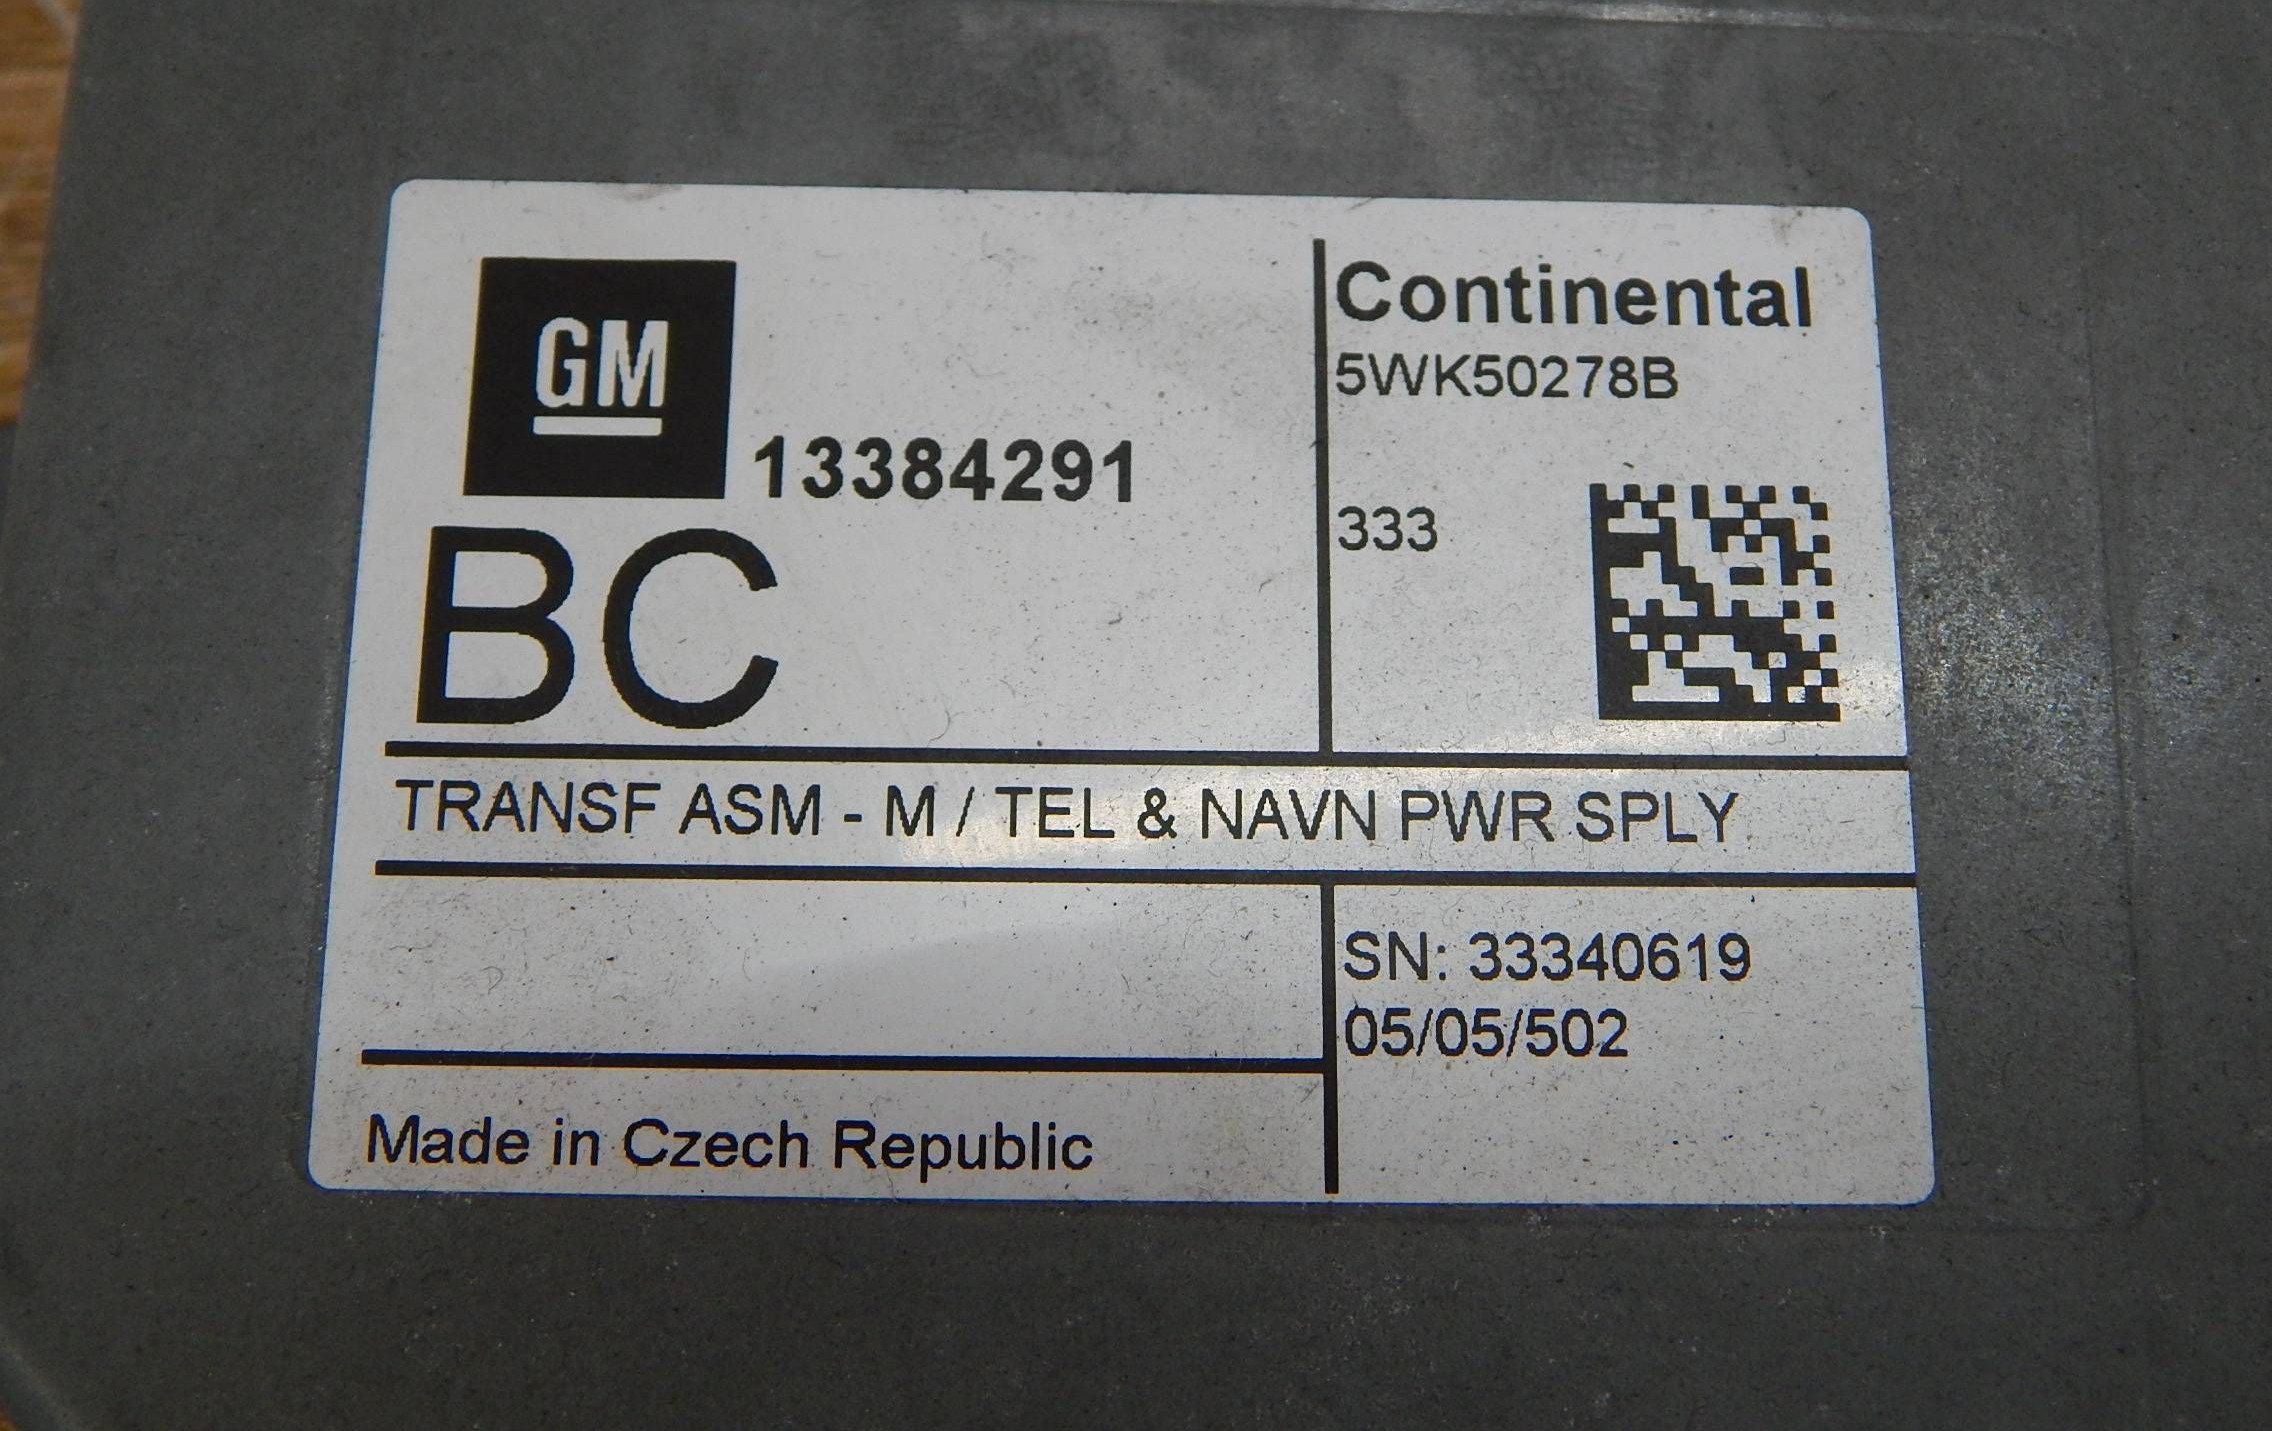 GM
13384291
BC
Continental
5WK50278B
333
TRANSF ASM - M / TEL & NAVN PWR SPLY
SN: 33340619
05/05/502
Made in Czech Republic